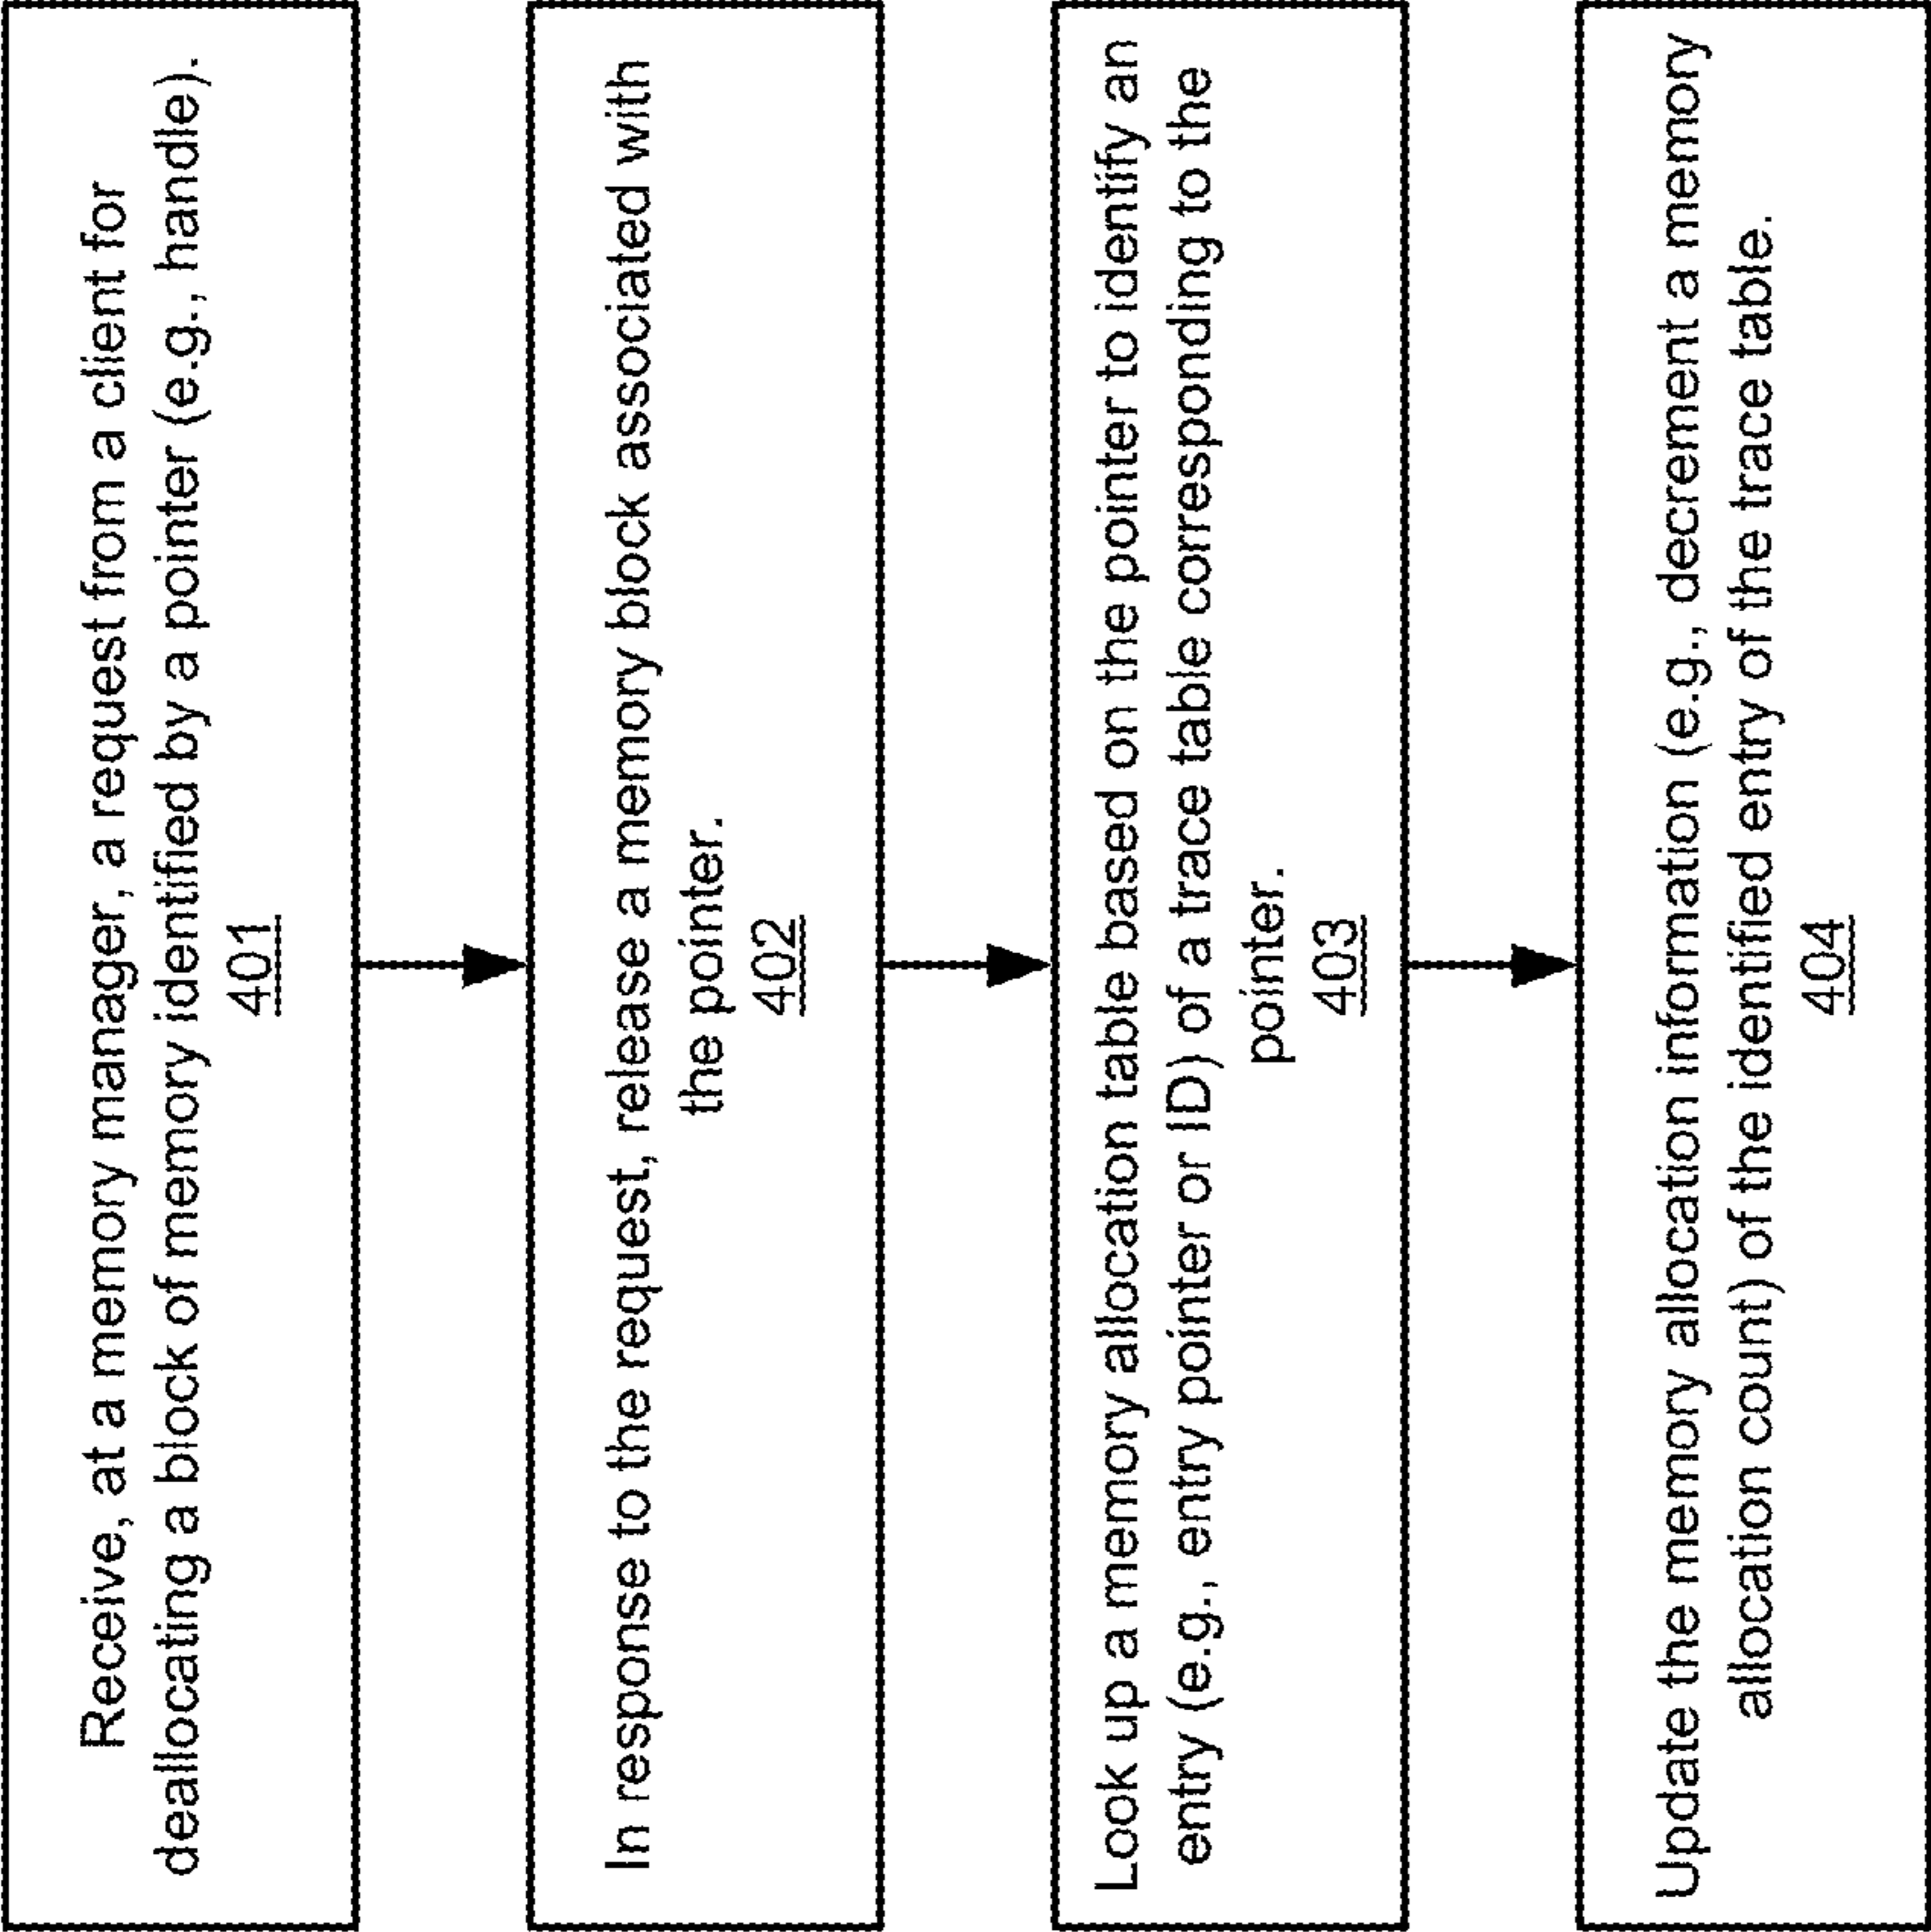 Receive, at a memory manager, a request from a client for
deallocating a block of memory identified by a pointer (e.g., handle).
401
In response to the request, release a memory block associated with
the pointer.
402
Look up a memory allocation table based on the pointer to identify an
entry (e.g., entry pointer or ID) of a trace table corresponding to the
pointer.
403
Update the memory allocation information (e.g., decrement a memory
allocation count) of the identified entry of the trace table.
404